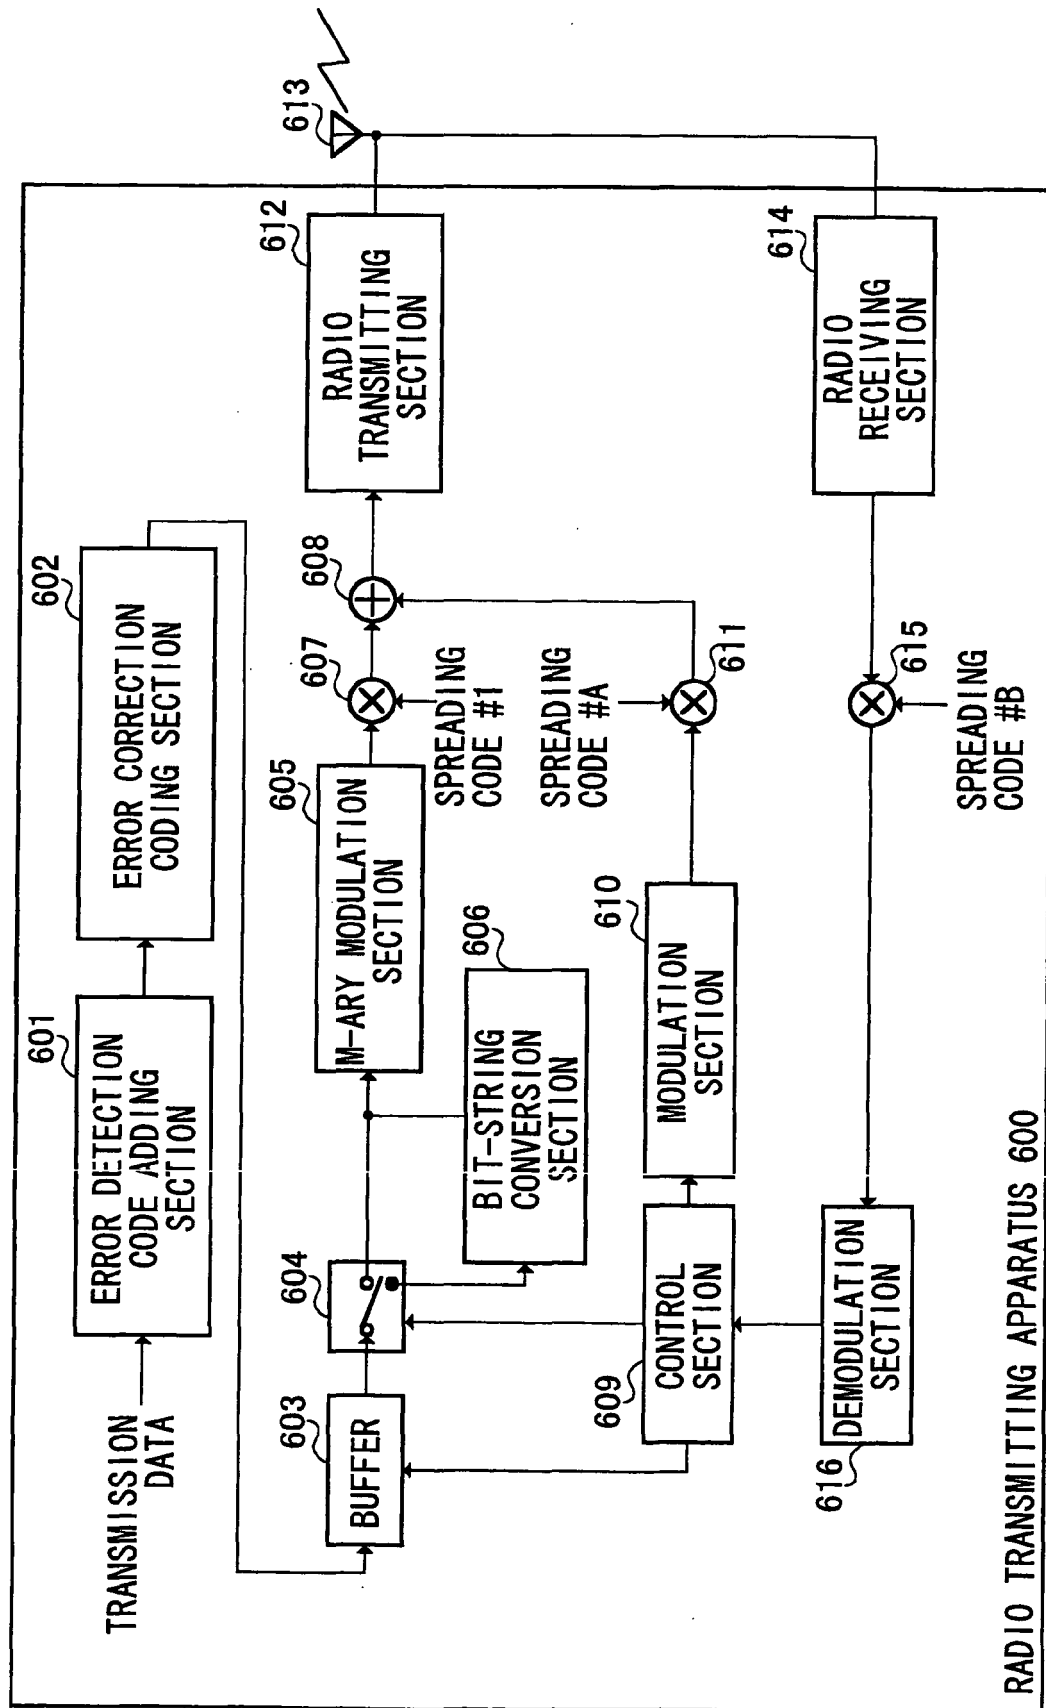 TRANSMISSION
DATA
601
ERROR DETECTION
CODE ADDING
SECTION
602
ERROR CORRECTION
CODING SECTION
603
BUFFER
604
605
M-ARY MODULATION
SECTION
606
BIT-STRING
CONVERSION
SECTION
607
SPREADING
CODE #1
608
612
RADIO
TRANSMITTING
SECTION
613
609
CONTROL
SECTION
610
MODULATION
SECTION
SPREADING
CODE #A
611
614
RADIO
RECEIVING
SECTION
615
SPREADING
CODE #B
616
DEMODULATION
SECTION
RADIO TRANSMITTING APPARATUS 600